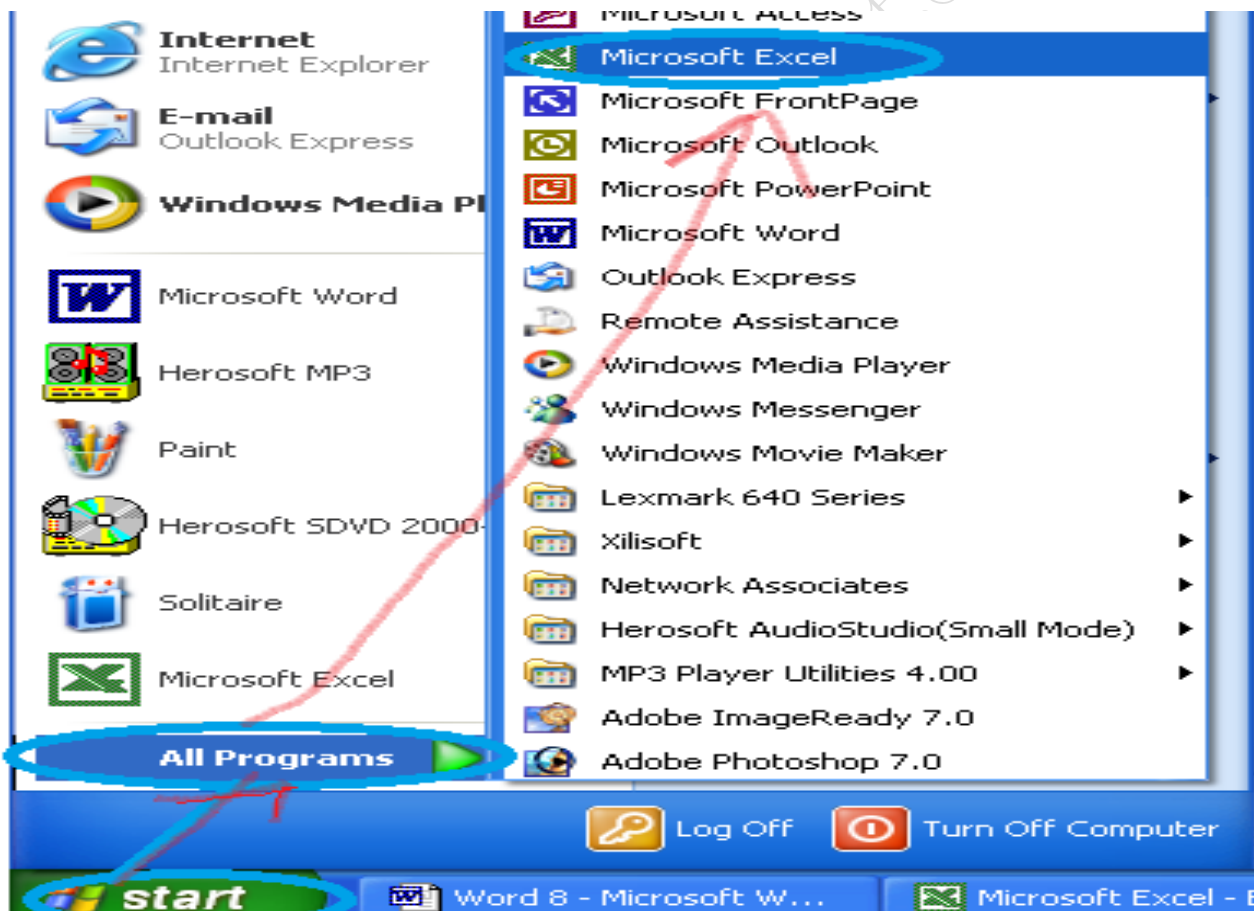 Internet
Internet Explorer
E-mail
Outlook Express
Windows Media Pl
Microsoft Word
Herosoft MP3
Paint
Herosoft SDVD 2000-
Solitaire
Microsoft Excel
All Programs
Microsoft Access
Microsoft Excel
Microsoft FrontPage
Microsoft Outlook
Microsoft PowerPoint
Microsoft Word
Outlook Express
Remote Assistance
Windows Media Player
Windows Messenger
Windows Movie Maker
Lexmark 640 Series
Xilisoft
Network Associates
Herosoft AudioStudio(Small Mode)
MP3 Player Utilities 4.00
Adobe ImageReady 7.0
Adobe Photoshop 7.0
Log Off
Turn Off Computer
start
Word 8 - Microsoft W...
Microsoft Excel -